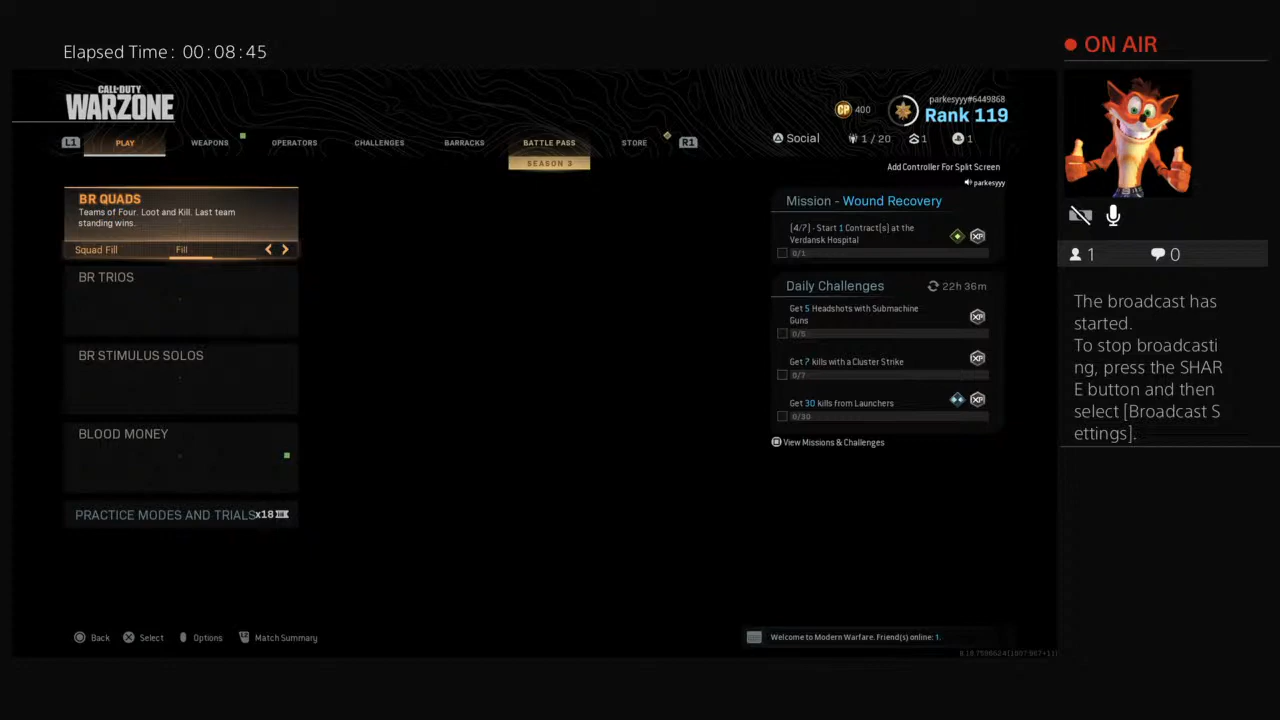 Elapsed Time: 00:08:45
ON AIR
CALL OF DUTY
WARZONE
CP 400
parkesyyy#6449868
Rank 119
L1
PLAY
WEAPONS
OPERATORS
CHALLENGES
BARRACKS
BATTLE PASS
STORE
R1
SEASON 3
Social
1 / 20
1
1
Add Controller For Split Screen
parkesyyy
BR QUADS
Teams of Four. Loot and Kill. Last team
standing wins.
Squad Fill
Fill
BR TRIOS
BR STIMULUS SOLOS
BLOOD MONEY
PRACTICE MODES AND TRIALS
x18
Mission - Wound Recovery
(4/7) - Start 1 Contract(s) at the
Verdansk Hospital
XP
0/1
Daily Challenges
22h 36m
Get 5 Headshots with Submachine
Guns
XP
0/5
Get 7 kills with a Cluster Strike
XP
0/7
Get 30 kills from Launchers
XP
0/30
View Missions & Challenges
1
0
The broadcast has
started.
To stop broadcasti
ng, press the SHAR
E button and then
select [Broadcast S
ettings].
Back
Select
Options
Match Summary
Welcome to Modern Warfare. Friend(s) online: 1.